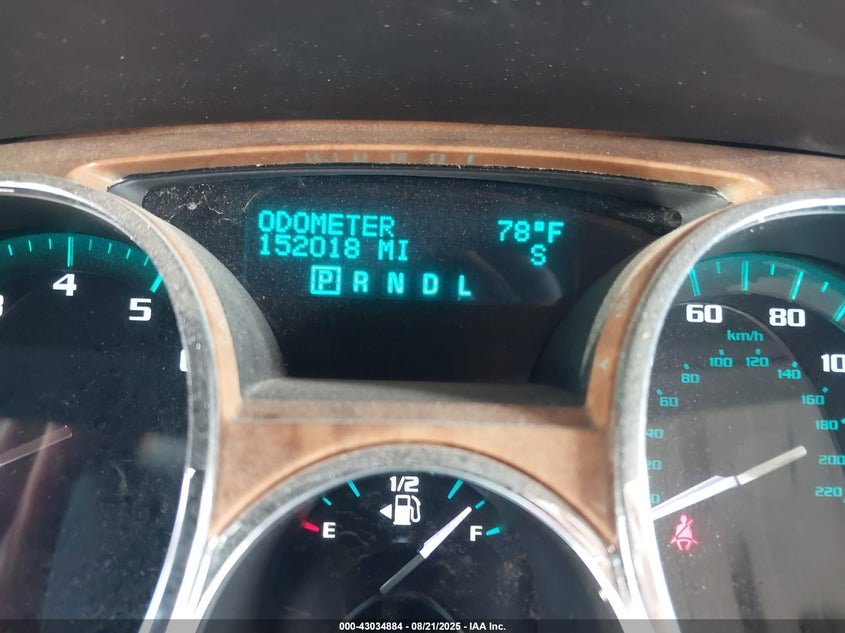 ODOMETER 78°F
152018 MI S
P R N D L
4
5
60
80
km/h
100 120
80 140
60 160
40 180
20 200
220
1/2
E F
000-43034884 - 08/21/2025 - IAA Inc.